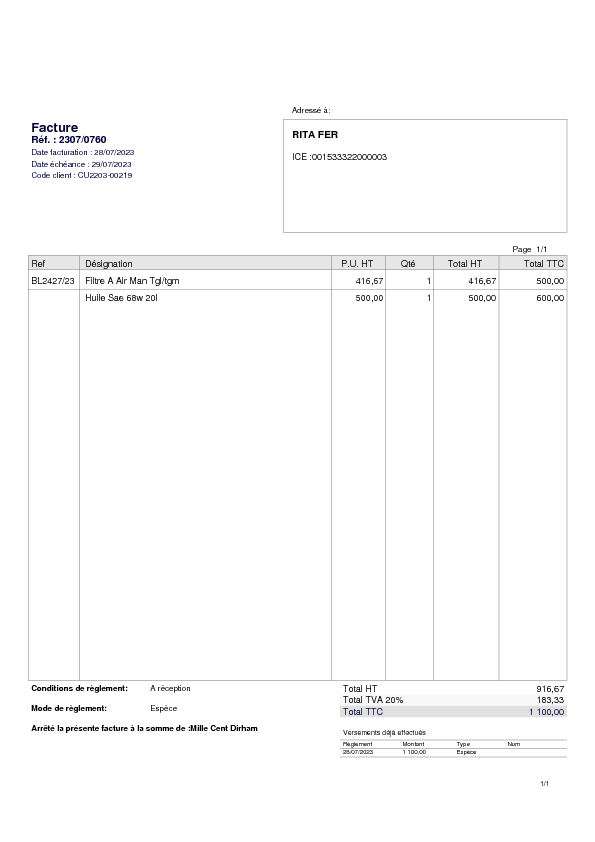 Adressé à:
Facture
Réf. : 2307/0760
Date facturation : 28/07/2023
Date échéance : 29/07/2023
Code client : CU2203-00219
RITA FER
ICE :001533322000003
Page 1/1
Ref Désignation P.U. HT Qté Total HT Total TTC
BL2427/23 Filtre A Air Man Tgl/tgm 416,67 1 416,67 500,00
Huile Sae 68w 20l 500,00 1 500,00 600,00
Conditions de règlement: A réception
Mode de règlement: Espèce
Arrêté la présente facture à la somme de :Mille Cent Dirham
Total HT 916,67
Total TVA 20% 183,33
Total TTC 1 100,00
Versements déjà effectués
Règlement Montant Type Num
28/07/2023 1 100,00 Espèce
1/1